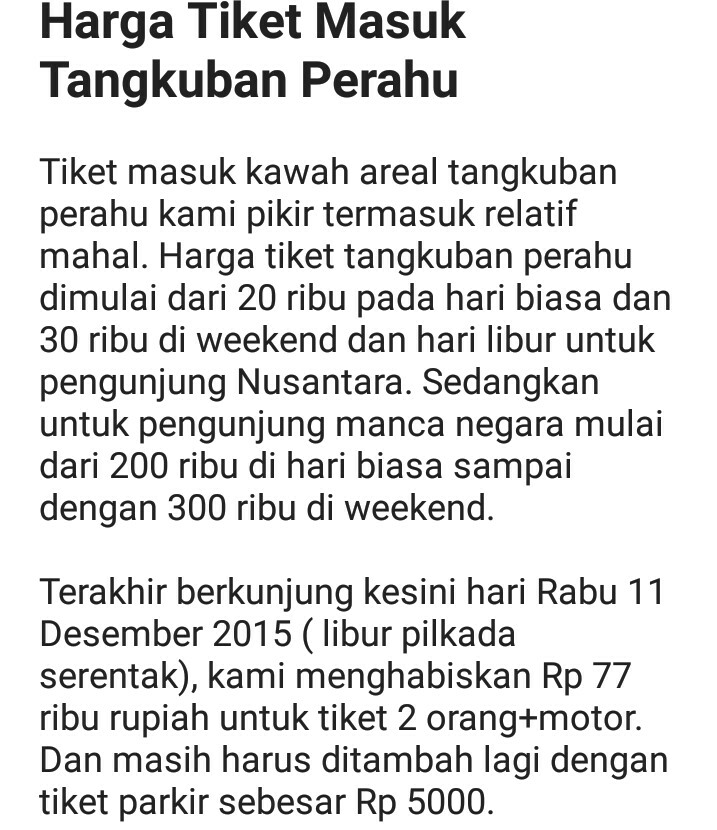 Harga Tiket Masuk
Tangkuban Perahu
Tiket masuk kawah areal tangkuban
perahu kami pikir termasuk relatif
mahal. Harga tiket tangkuban perahu
dimulai dari 20 ribu pada hari biasa dan
30 ribu di weekend dan hari libur untuk
pengunjung Nusantara. Sedangkan
untuk pengunjung manca negara mulai
dari 200 ribu di hari biasa sampai
dengan 300 ribu di weekend.
Terakhir berkunjung kesini hari Rabu 11
Desember 2015 ( libur pilkada
serentak), kami menghabiskan Rp 77
ribu rupiah untuk tiket 2 orang+motor.
Dan masih harus ditambah lagi dengan
tiket parkir sebesar Rp 5000.